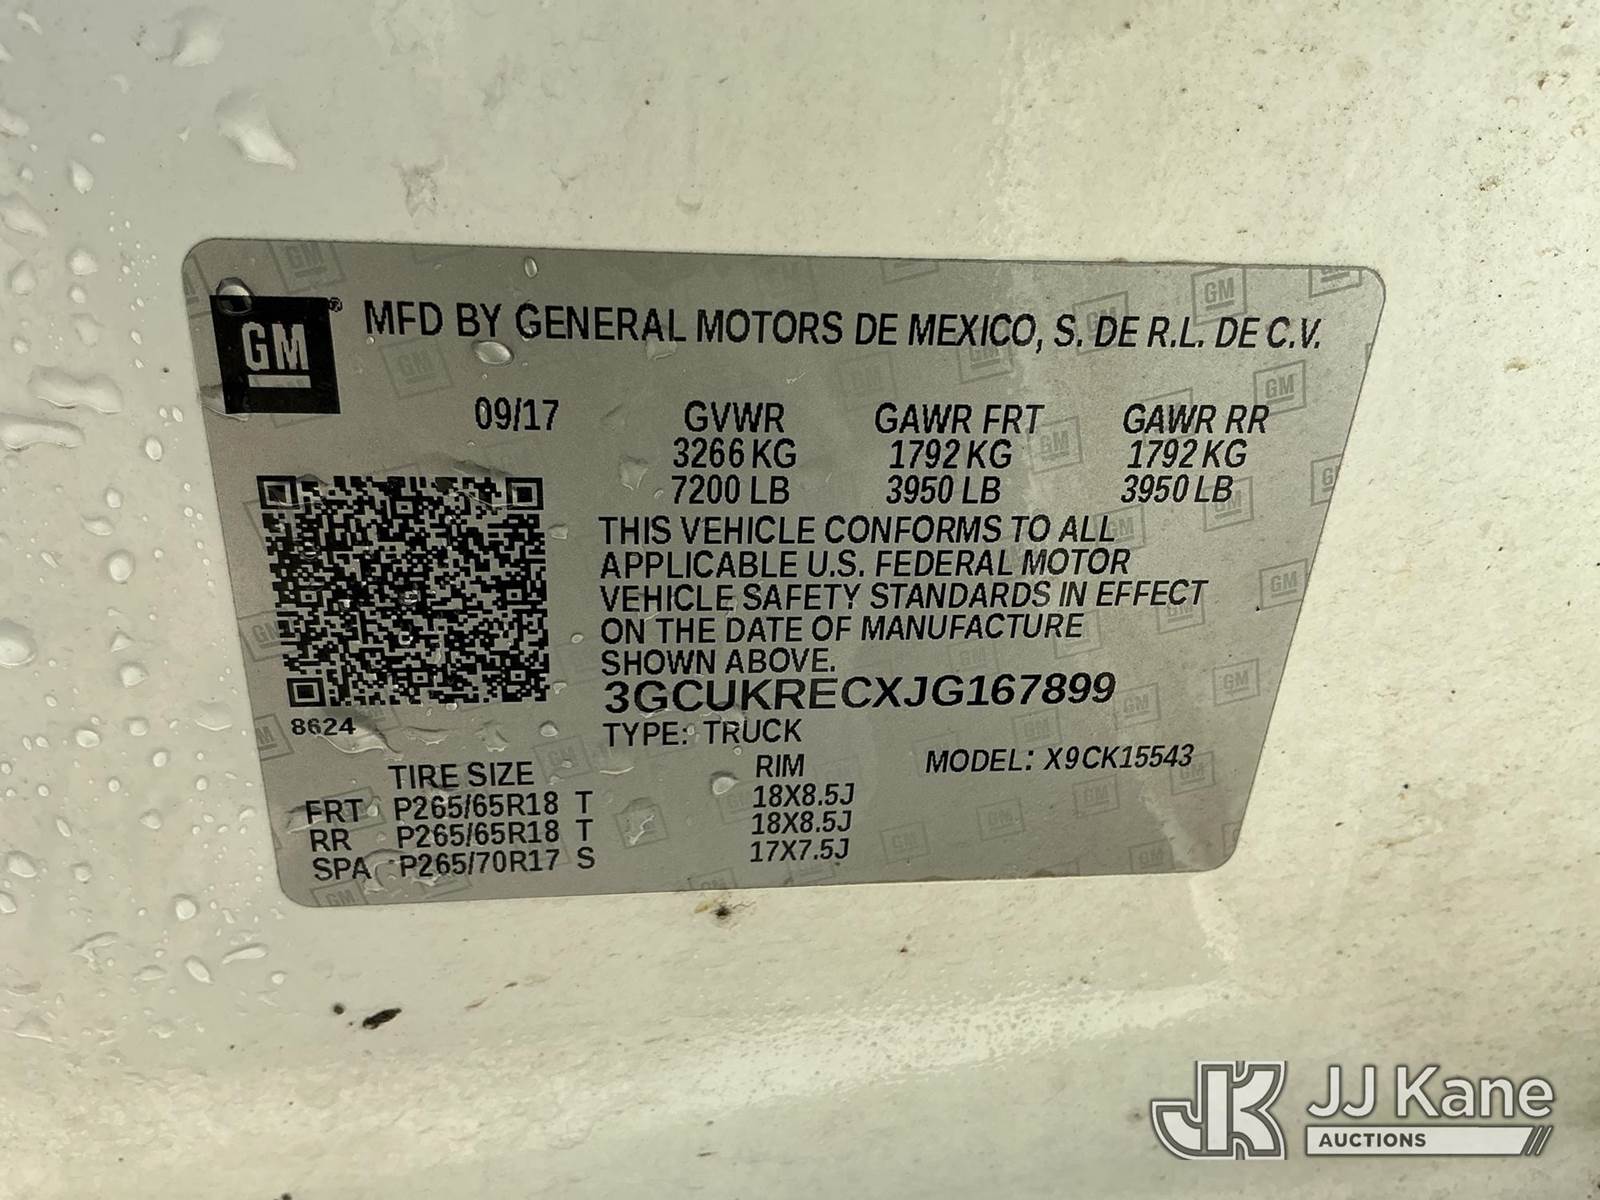 GM® MFD BY GENERAL MOTORS DE MEXICO, S. DE R.L. DE C.V.
09/17 GVWR GAWR FRT GAWR RR
3266 KG 1792 KG 1792 KG
7200 LB 3950 LB 3950 LB
THIS VEHICLE CONFORMS TO ALL
APPLICABLE U.S. FEDERAL MOTOR
VEHICLE SAFETY STANDARDS IN EFFECT
ON THE DATE OF MANUFACTURE
SHOWN ABOVE.
3GCUKRECXJG167899
8624
TYPE: TRUCK
TIRE SIZE RIM MODEL: X9CK15543
FRT P265/65R18 T 18X8.5J
RR P265/65R18 T 18X8.5J
SPA P265/70R17 S 17X7.5J
JK JJ Kane
AUCTIONS